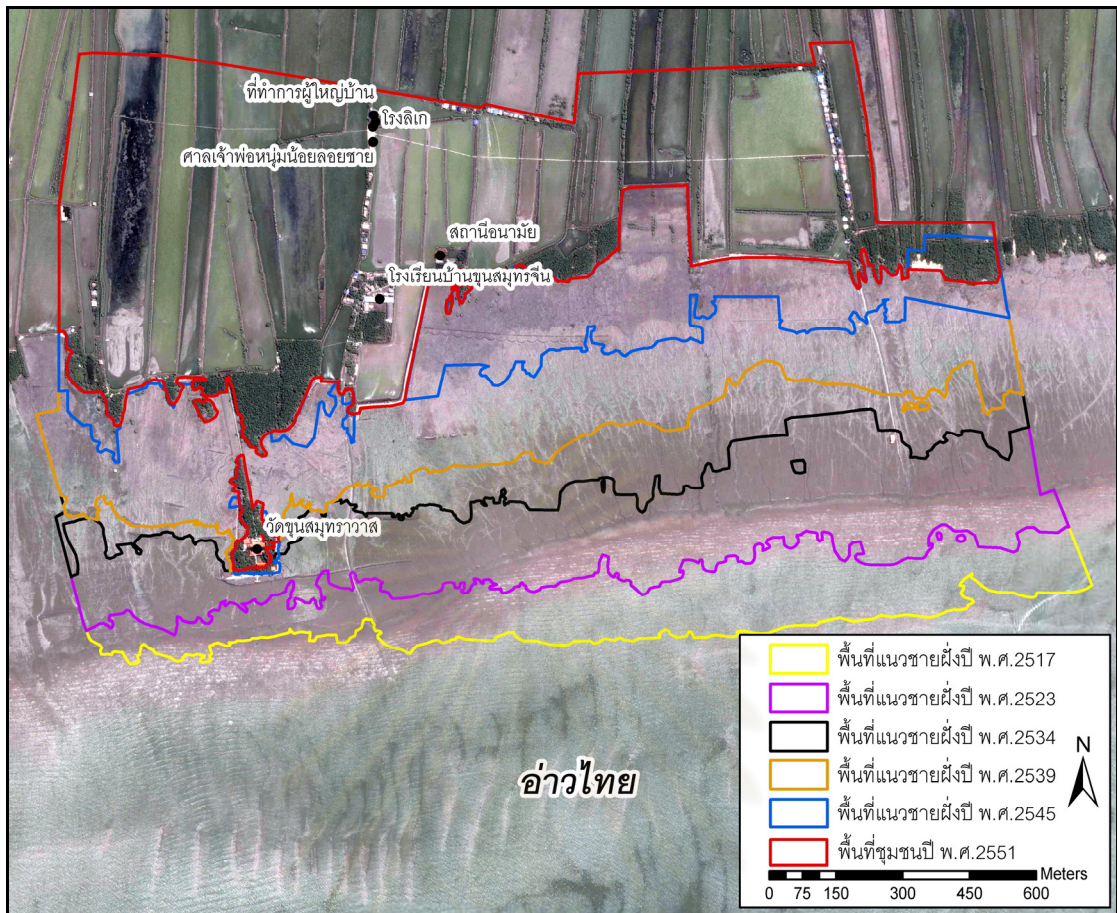 ที่ทำการผู้ใหญ่บ้าน
โรงลิเก
ศาลเจ้าพ่อหนุ่มน้อยลอยชาย
สถานีอนามัย
โรงเรียนบ้านขุนสมุทรจีน
วัดขุนสมุทราวาส
อ่าวไทย
พื้นที่แนวชายฝั่งปี พ.ศ.2517
พื้นที่แนวชายฝั่งปี พ.ศ.2523
พื้นที่แนวชายฝั่งปี พ.ศ.2534
พื้นที่แนวชายฝั่งปี พ.ศ.2539
พื้นที่แนวชายฝั่งปี พ.ศ.2545
พื้นที่ชุมชนปี พ.ศ.2551
N
Meters
0 75 150 300 450 600